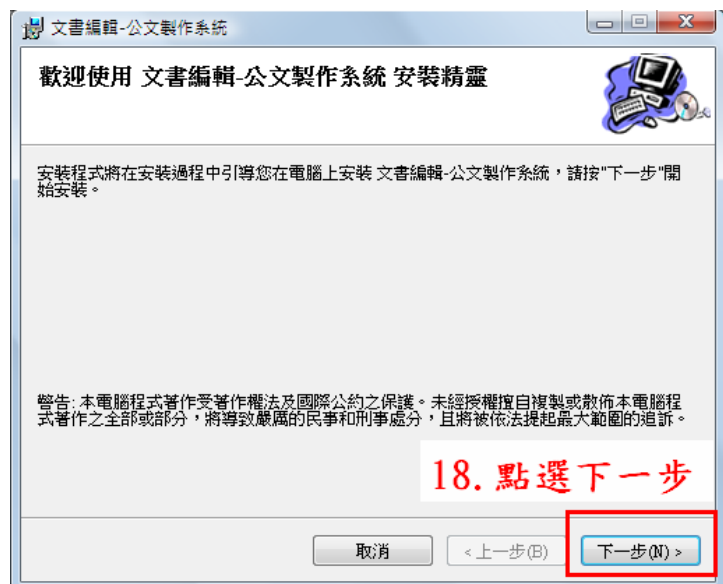 文書編輯-公文製作系統
歡迎使用 文書編輯-公文製作系統 安裝精靈
安裝程式將在安裝過程中引導您在電腦上安裝 文書編輯-公文製作系統，請按"下一步"開
始安裝。
警告: 本電腦程式著作受著作權法及國際公約之保護。未經授權擅自複製或散佈本電腦程
式著作之全部或部分，將導致嚴厲的民事和刑事處分，且將被依法提起最大範圍的追訴。
18. 點選下一步
取消
<上一步(B)
下一步(N) >